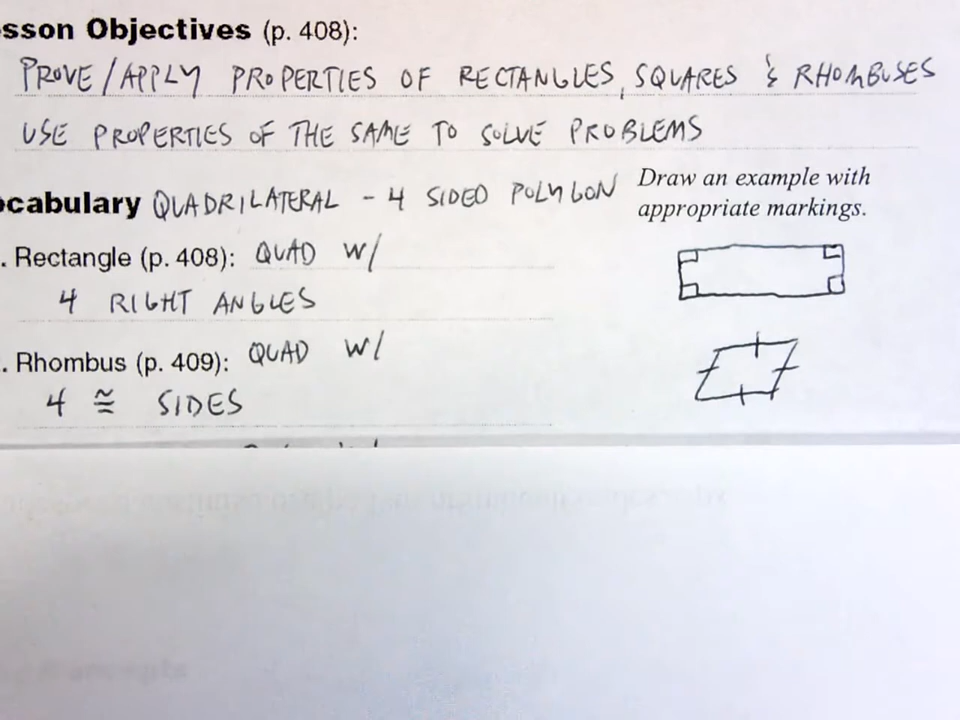 sson Objectives (p. 408):
PROVE/APPLY PROPERTIES OF RECTANGLES, SQUARES & RHOMBUSES
USE PROPERTIES OF THE SAME TO SOLVE PROBLEMS
ocabulary QUADRILATERAL - 4 SIDED POLYGON
Draw an example with
appropriate markings.
. Rectangle (p. 408): QUAD W/
4 RIGHT ANGLES
. Rhombus (p. 409): QUAD W/
4 ≅ SIDES